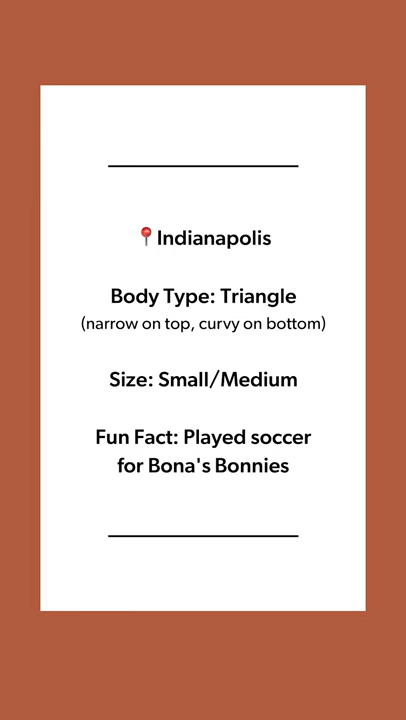 📍Indianapolis
Body Type: Triangle
(narrow on top, curvy on bottom)
Size: Small/Medium
Fun Fact: Played soccer
for Bona's Bonnies